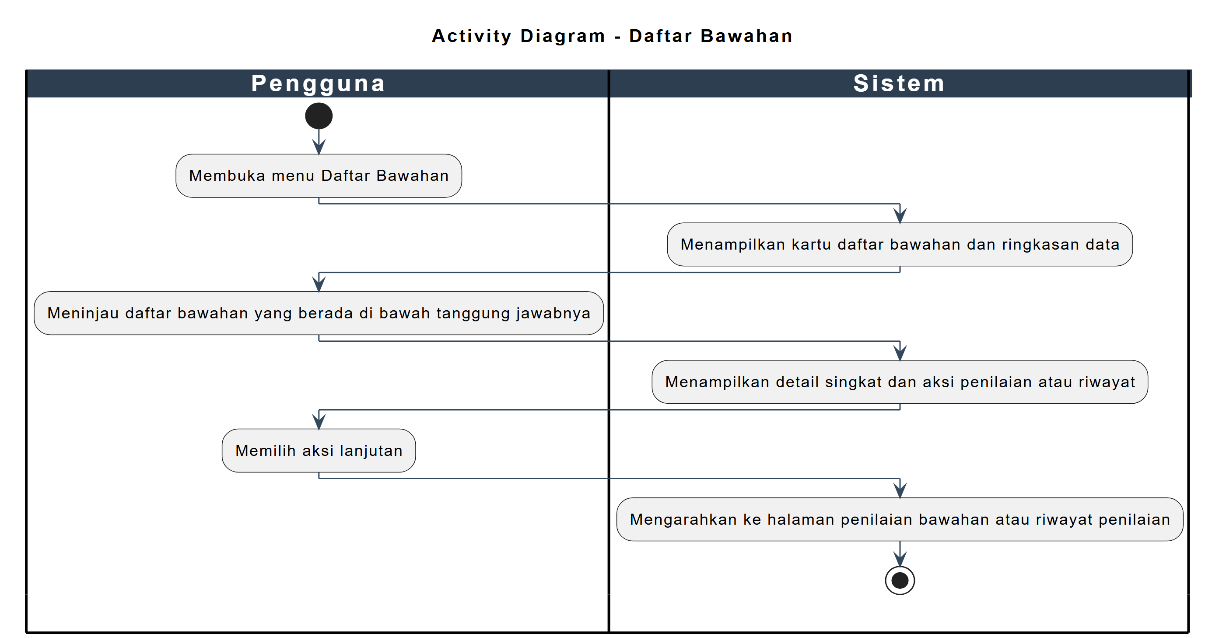 Activity Diagram - Daftar Bawahan
Pengguna
Sistem
Membuka menu Daftar Bawahan
Menampilkan kartu daftar bawahan dan ringkasan data
Meninjau daftar bawahan yang berada di bawah tanggung jawabnya
Menampilkan detail singkat dan aksi penilaian atau riwayat
Memilih aksi lanjutan
Mengarahkan ke halaman penilaian bawahan atau riwayat penilaian